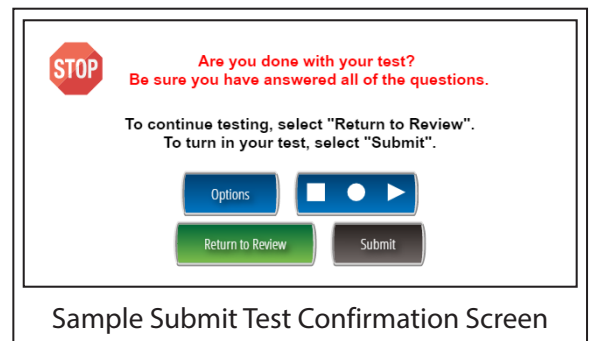 STOP
Are you done with your test?
Be sure you have answered all of the questions.
To continue testing, select "Return to Review".
To turn in your test, select "Submit".
Options
Return to Review
Submit
Sample Submit Test Confirmation Screen